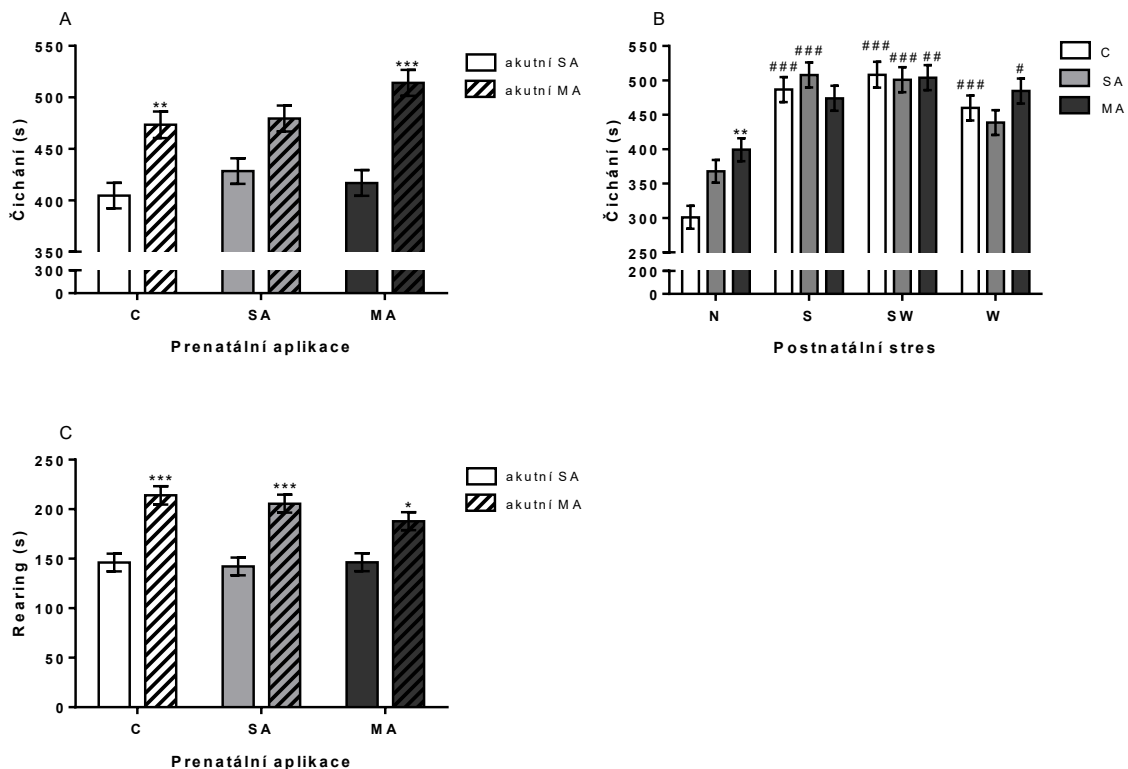 A
550
500
450
400
350
300
0
Čichání (s)
**
***
C SA MA
Prenatální aplikace
akutní SA
akutní MA
B
550
500
450
400
350
300
250
200
0
Čichání (s)
**
###
###
###
###
##
###
#
N S SW W
Postnatální stres
C
SA
MA
C
250
200
150
100
50
0
Rearing (s)
***
***
*
C SA MA
Prenatální aplikace
akutní SA
akutní MA